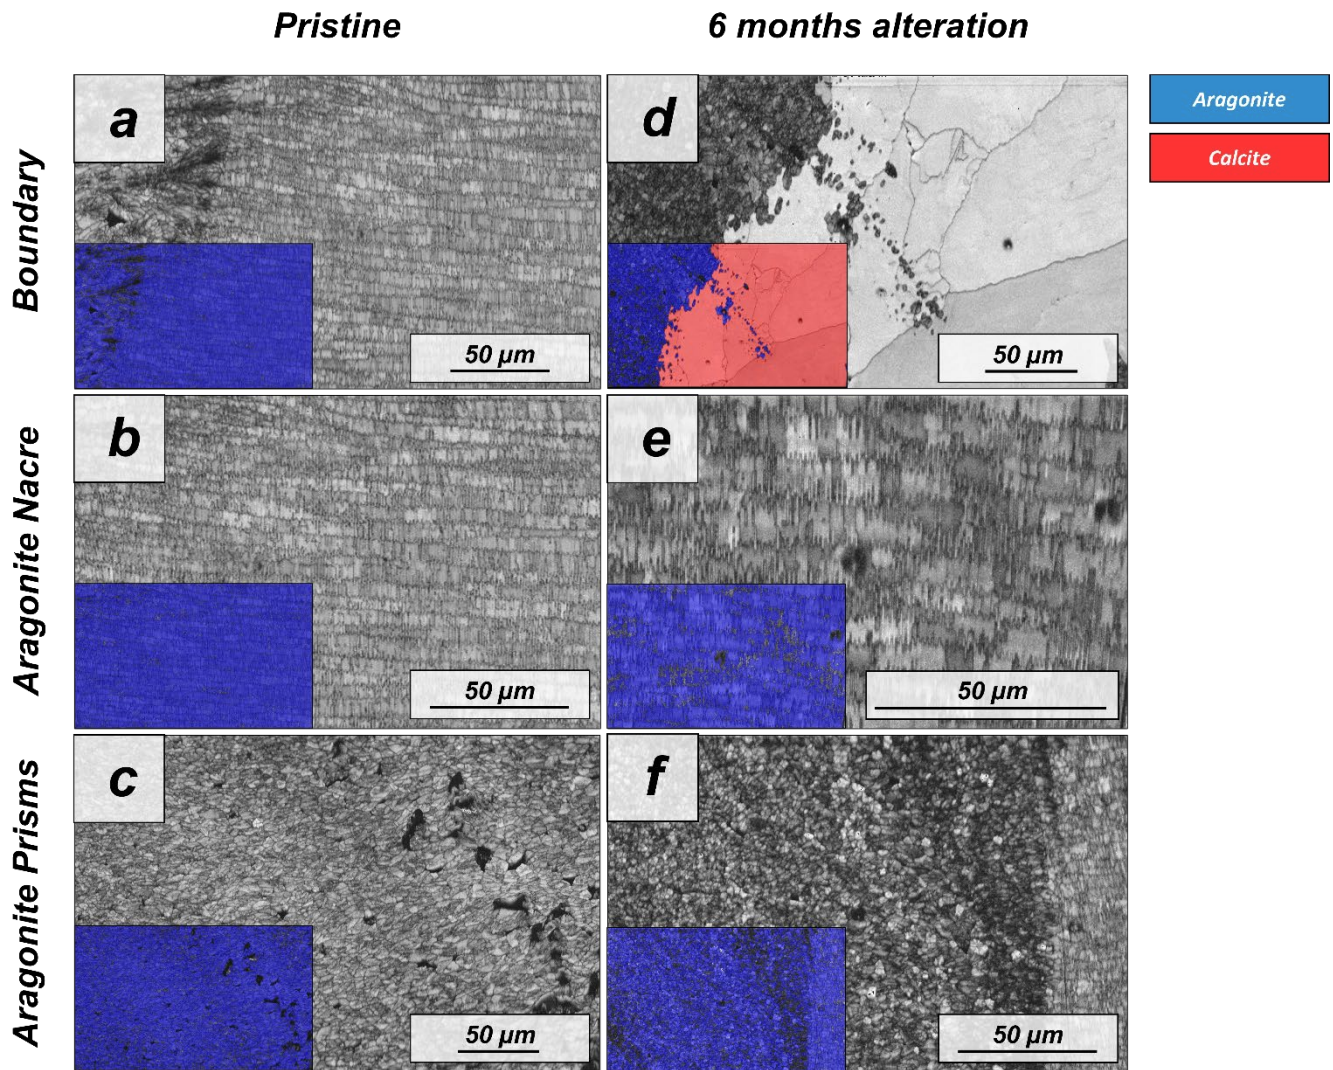 Pristine
6 months alteration
Boundary
a
50 µm
d
50 µm
Aragonite
Calcite
Aragonite Nacre
b
50 µm
e
50 µm
Aragonite Prisms
c
50 µm
f
50 µm